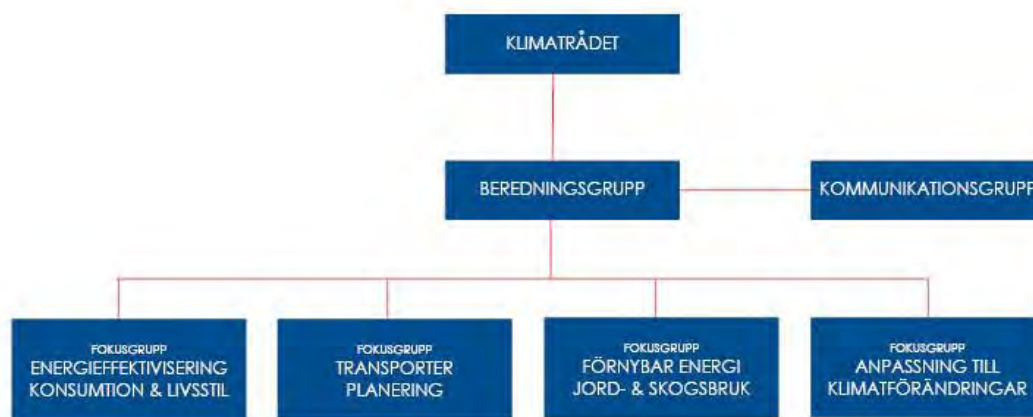 KLIMATRÅDET
BEREDNINGSGRUPP
KOMMUNIKATIONSGRUPP
FOKUSGRUPP
ENERGIEFFEKTIVISERING
KONSUMTION & LIVSSTIL
FOKUSGRUPP
TRANSPORTER
PLANERING
FOKUSGRUPP
FÖRNYBAR ENERGI
JORD- & SKOGSBRUK
FOKUSGRUPP
ANPASSNING TILL
KLIMATFÖRÄNDRINGAR